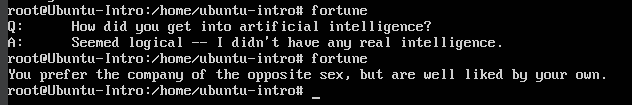 root@Ubuntu-Intro:/home/ubuntu-intro# fortune
Q:      How did you get into artificial intelligence?
A:      Seemed logical -- I didn't have any real intelligence.
root@Ubuntu-Intro:/home/ubuntu-intro# fortune
You prefer the company of the opposite sex, but are well liked by your own.
root@Ubuntu-Intro:/home/ubuntu-intro# _